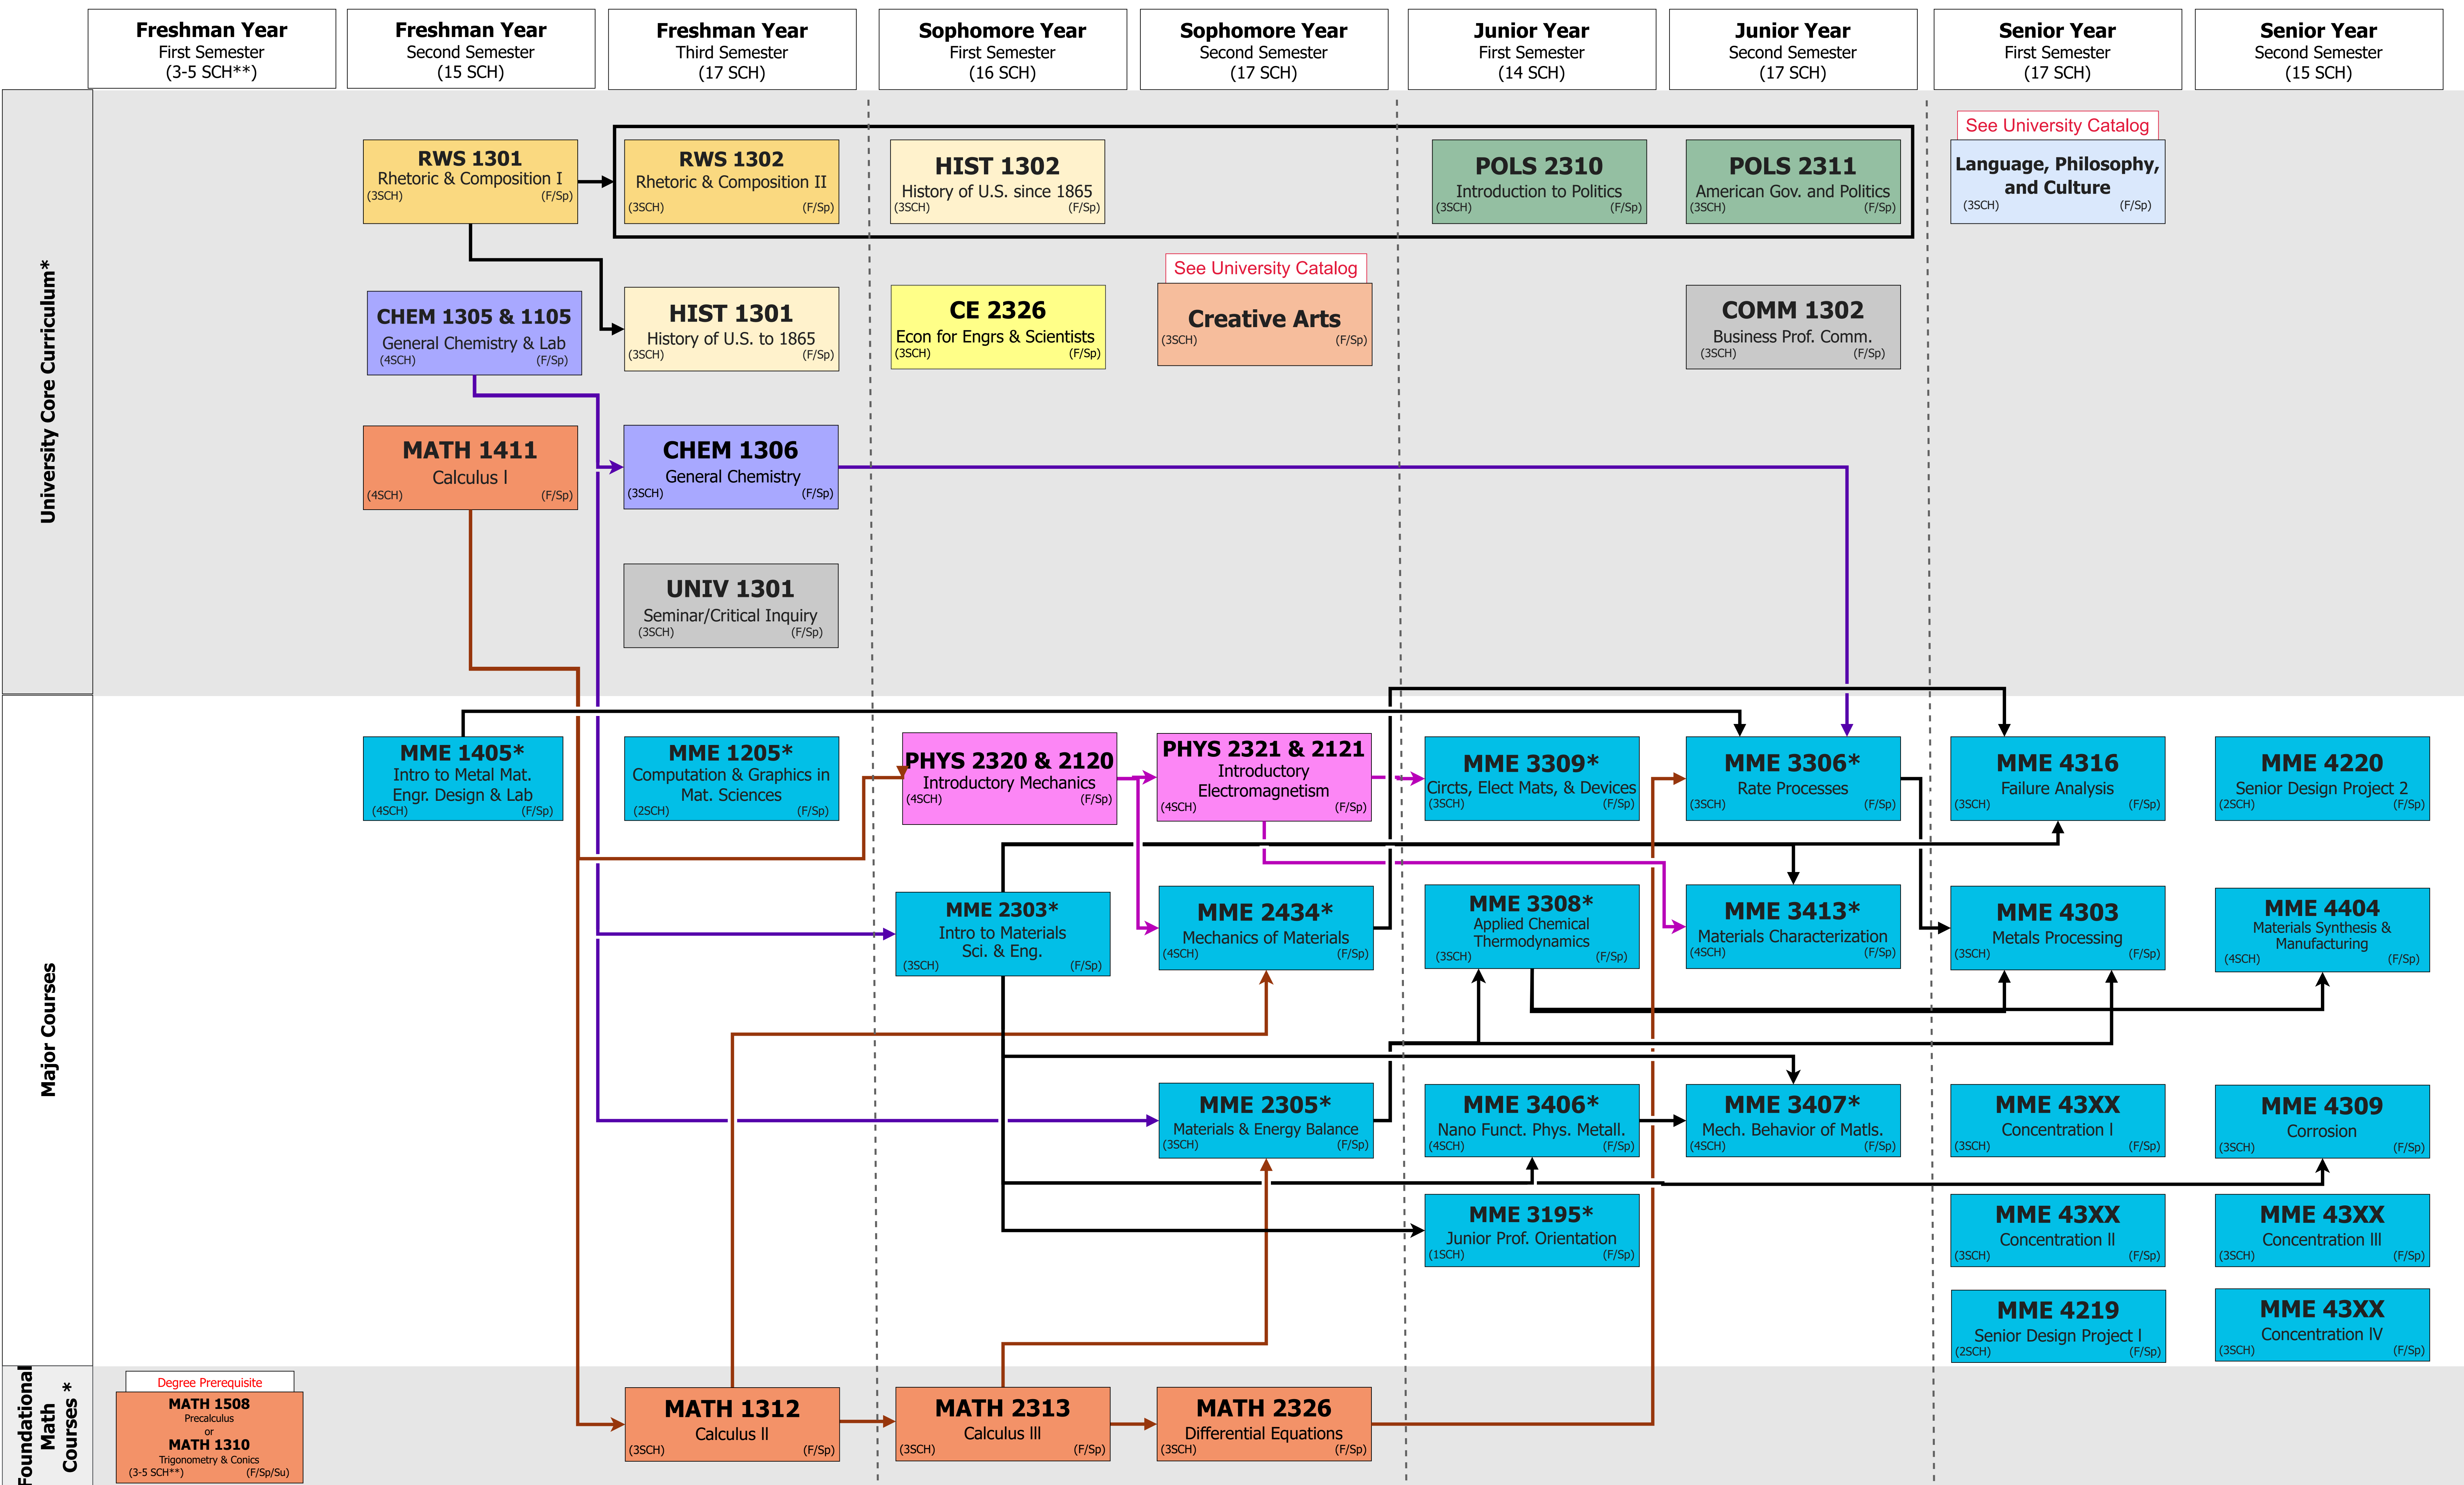 Freshman Year
First Semester
(3-5 SCH**)
Freshman Year
Second Semester
(15 SCH)
Freshman Year
Third Semester
(17 SCH)
Sophomore Year
First Semester
(16 SCH)
Sophomore Year
Second Semester
(17 SCH)
Junior Year
First Semester
(14 SCH)
Junior Year
Second Semester
(17 SCH)
Senior Year
First Semester
(17 SCH)
Senior Year
Second Semester
(15 SCH)
University Core Curriculum*
RWS 1301
Rhetoric & Composition I
(3SCH) (F/Sp)
RWS 1302
Rhetoric & Composition II
(3SCH) (F/Sp)
HIST 1302
History of U.S. since 1865
(3SCH) (F/Sp)
POLS 2310
Introduction to Politics
(3SCH) (F/Sp)
POLS 2311
American Gov. and Politics
(3SCH) (F/Sp)
See University Catalog
Language, Philosophy,
and Culture
(3SCH) (F/Sp)
CHEM 1305 & 1105
General Chemistry & Lab
(4SCH) (F/Sp)
HIST 1301
History of U.S. to 1865
(3SCH) (F/Sp)
CE 2326
Econ for Engrs & Scientists
(3SCH) (F/Sp)
See University Catalog
Creative Arts
(3SCH) (F/Sp)
COMM 1302
Business Prof. Comm.
(3SCH) (F/Sp)
MATH 1411
Calculus I
(4SCH) (F/Sp)
CHEM 1306
General Chemistry
(3SCH) (F/Sp)
UNIV 1301
Seminar/Critical Inquiry
(3SCH) (F/Sp)
Major Courses
MME 1405*
Intro to Metal Mat.
Engr. Design & Lab
(4SCH) (F/Sp)
MME 1205*
Computation & Graphics in
Mat. Sciences
(2SCH) (F/Sp)
PHYS 2320 & 2120
Introductory Mechanics
(4SCH) (F/Sp)
PHYS 2321 & 2121
Introductory
Electromagnetism
(4SCH) (F/Sp)
MME 3309*
Circts, Elect Mats, & Devices
(3SCH) (F/Sp)
MME 3306*
Rate Processes
(3SCH) (F/Sp)
MME 4316
Failure Analysis
(3SCH) (F/Sp)
MME 4220
Senior Design Project 2
(2SCH) (F/Sp)
MME 2303*
Intro to Materials
Sci. & Eng.
(3SCH) (F/Sp)
MME 2434*
Mechanics of Materials
(4SCH) (F/Sp)
MME 3308*
Applied Chemical
Thermodynamics
(3SCH) (F/Sp)
MME 3413*
Materials Characterization
(4SCH) (F/Sp)
MME 4303
Metals Processing
(3SCH) (F/Sp)
MME 4404
Materials Synthesis &
Manufacturing
(4SCH) (F/Sp)
MME 2305*
Materials & Energy Balance
(3SCH) (F/Sp)
MME 3406*
Nano Funct. Phys. Metall.
(4SCH) (F/Sp)
MME 3407*
Mech. Behavior of Matls.
(4SCH) (F/Sp)
MME 43XX
Concentration I
(3SCH) (F/Sp)
MME 4309
Corrosion
(3SCH) (F/Sp)
MME 3195*
Junior Prof. Orientation
(1SCH) (F/Sp)
MME 43XX
Concentration II
(3SCH) (F/Sp)
MME 43XX
Concentration III
(3SCH) (F/Sp)
MME 4219
Senior Design Project I
(2SCH) (F/Sp)
MME 43XX
Concentration IV
(3SCH) (F/Sp)
Foundational
Math
Courses *
Degree Prerequisite
MATH 1508
Precalculus
or
MATH 1310
Trigonometry & Conics
(3-5 SCH**) (F/Sp/Su)
MATH 1312
Calculus II
(3SCH) (F/Sp)
MATH 2313
Calculus III
(3SCH) (F/Sp)
MATH 2326
Differential Equations
(3SCH) (F/Sp)